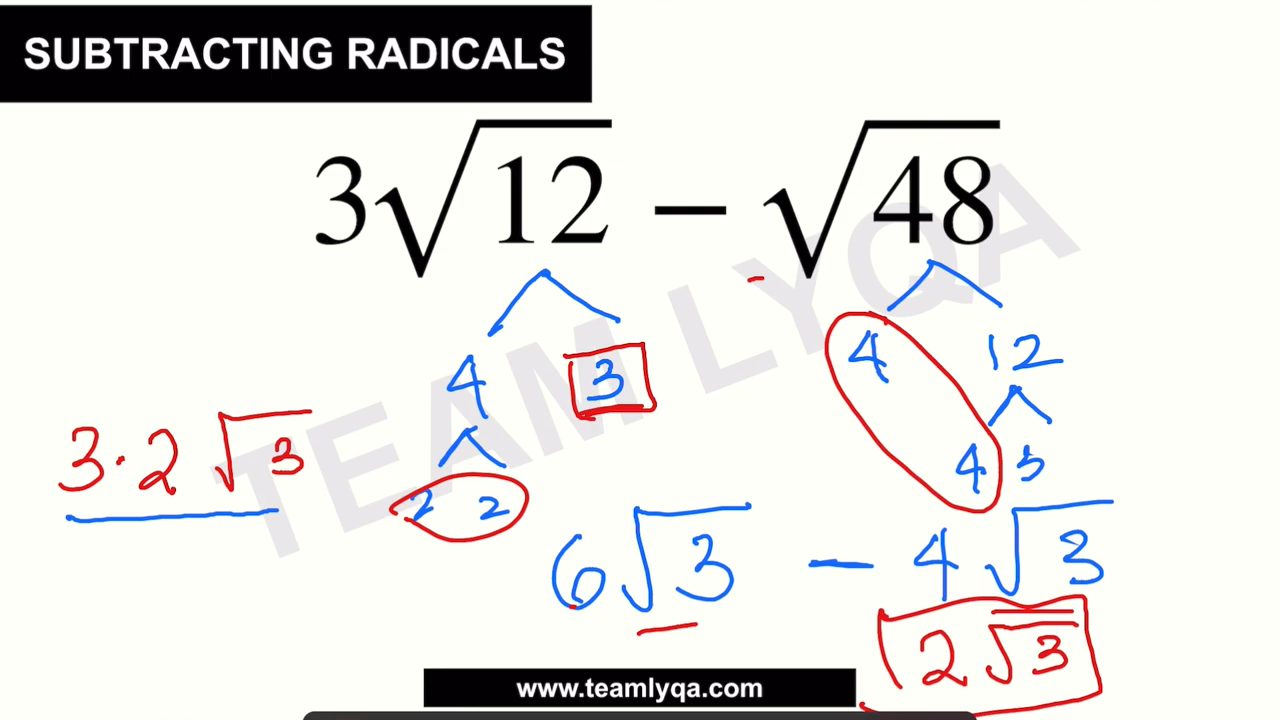 SUBTRACTING RADICALS
3√12 − √48
TEAM LYQA
4 3 4 12
3·2 √3
2 2 4 3
6√3 − 4√3
2√3
www.teamlyqa.com